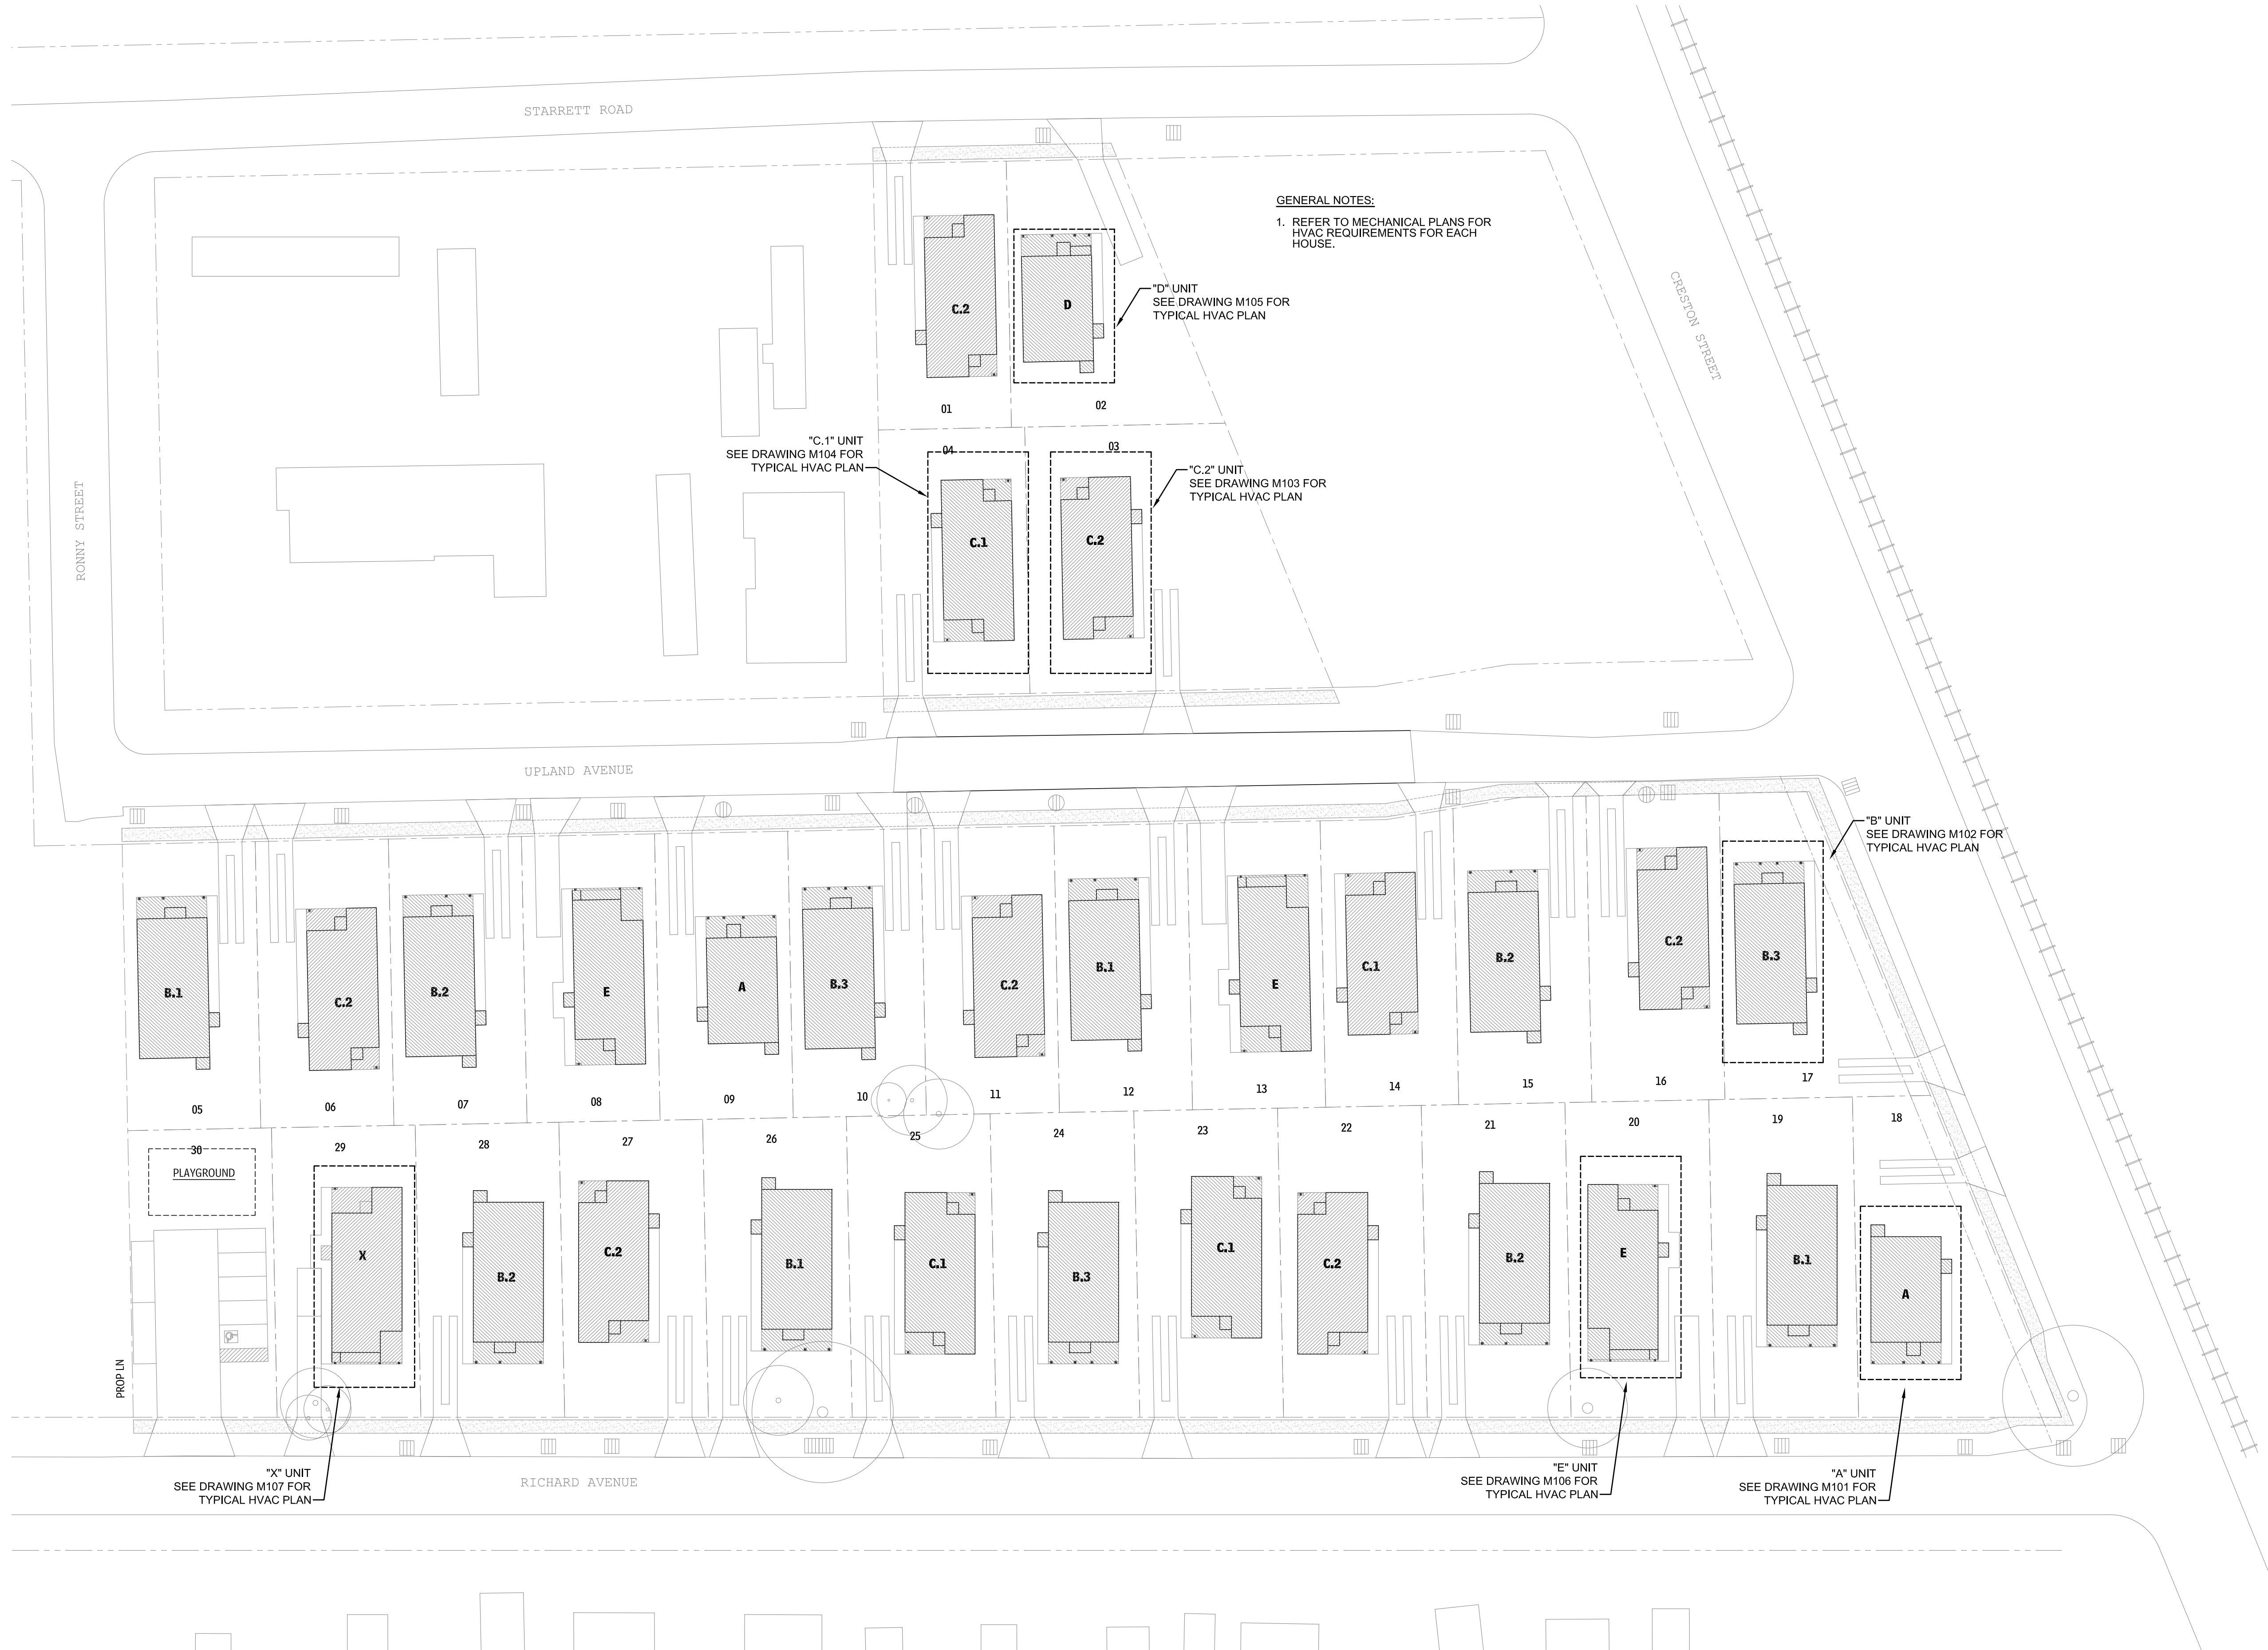 STARRETT ROAD
GENERAL NOTES:
1. REFER TO MECHANICAL PLANS FOR
HVAC REQUIREMENTS FOR EACH
HOUSE.
CRESTON STREET
C.2
D
"D" UNIT
SEE DRAWING M105 FOR
TYPICAL HVAC PLAN
01
02
"C.1" UNIT
SEE DRAWING M104 FOR
TYPICAL HVAC PLAN
04
03
"C.2" UNIT
SEE DRAWING M103 FOR
TYPICAL HVAC PLAN
RONNY STREET
C.1
C.2
UPLAND AVENUE
"B" UNIT
SEE DRAWING M102 FOR
TYPICAL HVAC PLAN
B.1
C.2
B.2
E
A
B.3
C.2
B.1
E
C.1
B.2
C.2
B.3
05
06
07
08
09
10
11
12
13
14
15
16
17
30
29
28
27
26
25
24
23
22
21
20
19
18
PLAYGROUND
X
B.2
C.2
B.1
C.1
B.3
C.1
C.2
B.2
E
B.1
A
PROP LN
RICHARD AVENUE
"X" UNIT
SEE DRAWING M107 FOR
TYPICAL HVAC PLAN
"E" UNIT
SEE DRAWING M106 FOR
TYPICAL HVAC PLAN
"A" UNIT
SEE DRAWING M101 FOR
TYPICAL HVAC PLAN